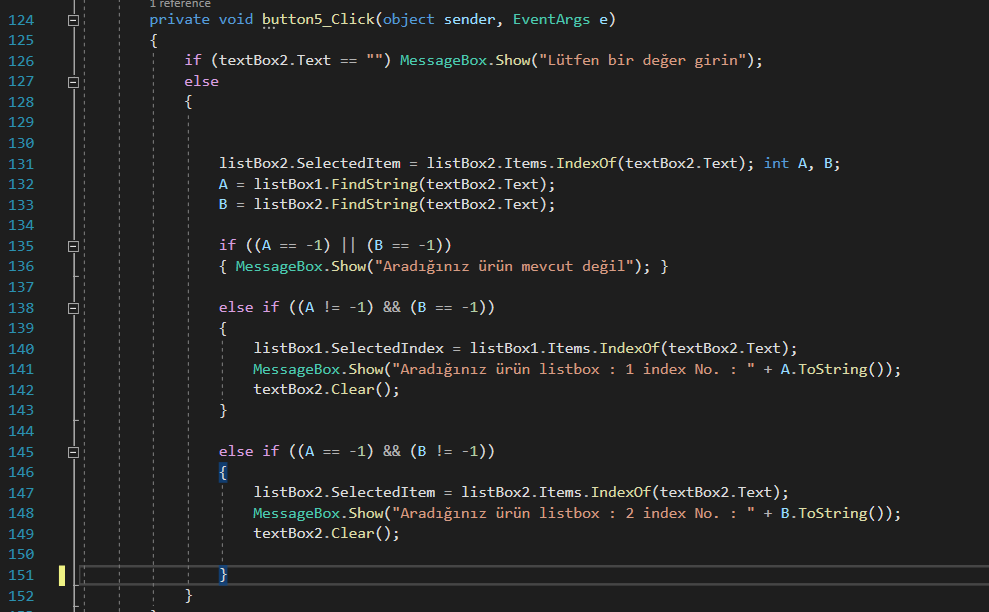 1 reference
124 private void button5_Click(object sender, EventArgs e)
125 {
126 if (textBox2.Text == "") MessageBox.Show("Lütfen bir değer girin");
127 else
128 {
129
130
131 listBox2.SelectedItem = listBox2.Items.IndexOf(textBox2.Text); int A, B;
132 A = listBox1.FindString(textBox2.Text);
133 B = listBox2.FindString(textBox2.Text);
134
135 if ((A == -1) || (B == -1))
136 { MessageBox.Show("Aradığınız ürün mevcut değil"); }
137
138 else if ((A != -1) && (B == -1))
139 {
140 listBox1.SelectedIndex = listBox1.Items.IndexOf(textBox2.Text);
141 MessageBox.Show("Aradığınız ürün listbox : 1 index No. : " + A.ToString());
142 textBox2.Clear();
143 }
144
145 else if ((A == -1) && (B != -1))
146 {
147 listBox2.SelectedItem = listBox2.Items.IndexOf(textBox2.Text);
148 MessageBox.Show("Aradığınız ürün listbox : 2 index No. : " + B.ToString());
149 textBox2.Clear();
150
151 }
152 }